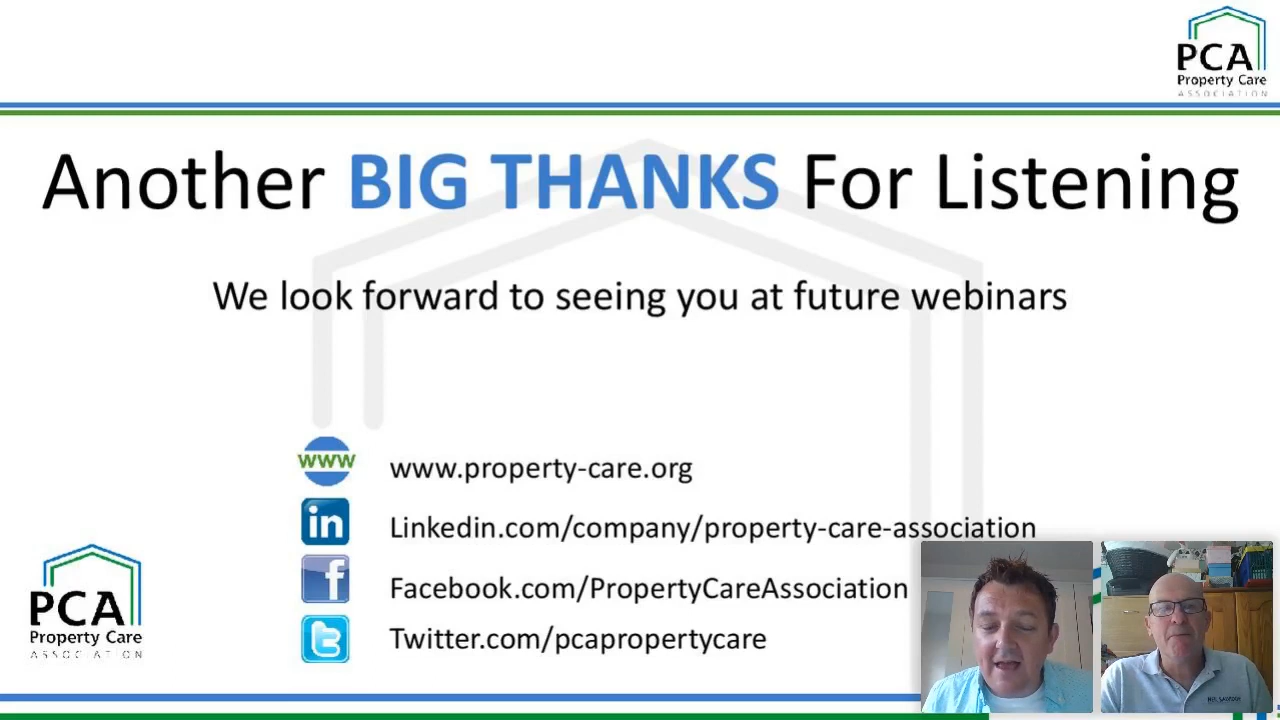 PCA
Property Care
ASSOCIATION
Another BIG THANKS For Listening
We look forward to seeing you at future webinars
www
www.property-care.org
in
Linkedin.com/company/property-care-association
f
Facebook.com/PropertyCareAssociation
t
Twitter.com/pcapropertycare
PCA
Property Care
ASSOCIATION